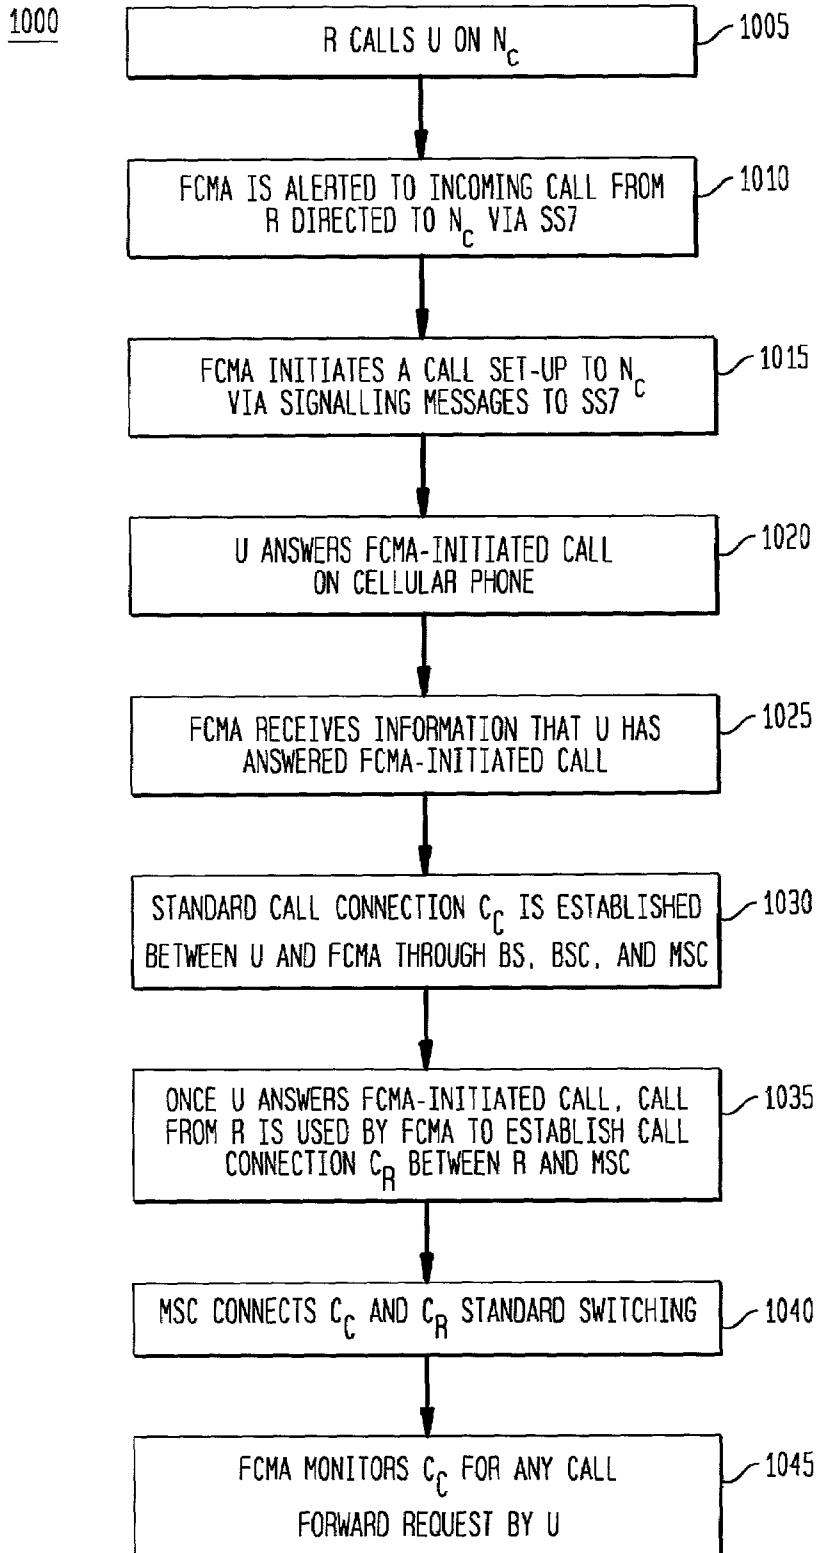 1000
R CALLS U ON N_C
1005
FCMA IS ALERTED TO INCOMING CALL FROM
R DIRECTED TO N_C VIA SS7
1010
FCMA INITIATES A CALL SET-UP TO N_C
VIA SIGNALLING MESSAGES TO SS7
1015
U ANSWERS FCMA-INITIATED CALL
ON CELLULAR PHONE
1020
FCMA RECEIVES INFORMATION THAT U HAS
ANSWERED FCMA-INITIATED CALL
1025
STANDARD CALL CONNECTION C_C IS ESTABLISHED
BETWEEN U AND FCMA THROUGH BS, BSC, AND MSC
1030
ONCE U ANSWERS FCMA-INITIATED CALL, CALL
FROM R IS USED BY FCMA TO ESTABLISH CALL
CONNECTION C_R BETWEEN R AND MSC
1035
MSC CONNECTS C_C AND C_R STANDARD SWITCHING
1040
FCMA MONITORS C_C FOR ANY CALL
FORWARD REQUEST BY U
1045